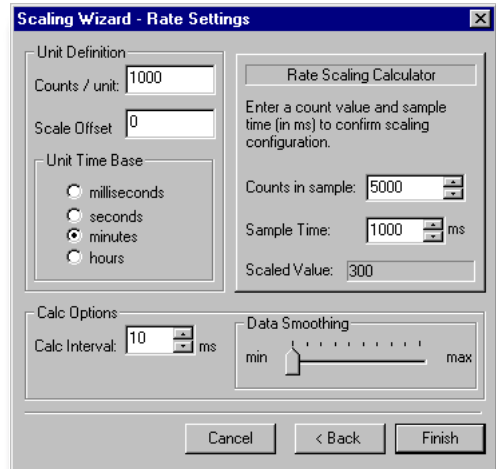 Scaling Wizard - Rate Settings
Unit Definition
Counts / unit: 1000
Scale Offset 0
Unit Time Base
milliseconds
seconds
minutes
hours
Rate Scaling Calculator
Enter a count value and sample
time (in ms) to confirm scaling
configuration.
Counts in sample: 5000
Sample Time: 1000 ms
Scaled Value: 300
Calc Options
Calc Interval: 10 ms
Data Smoothing
min max
Cancel < Back Finish